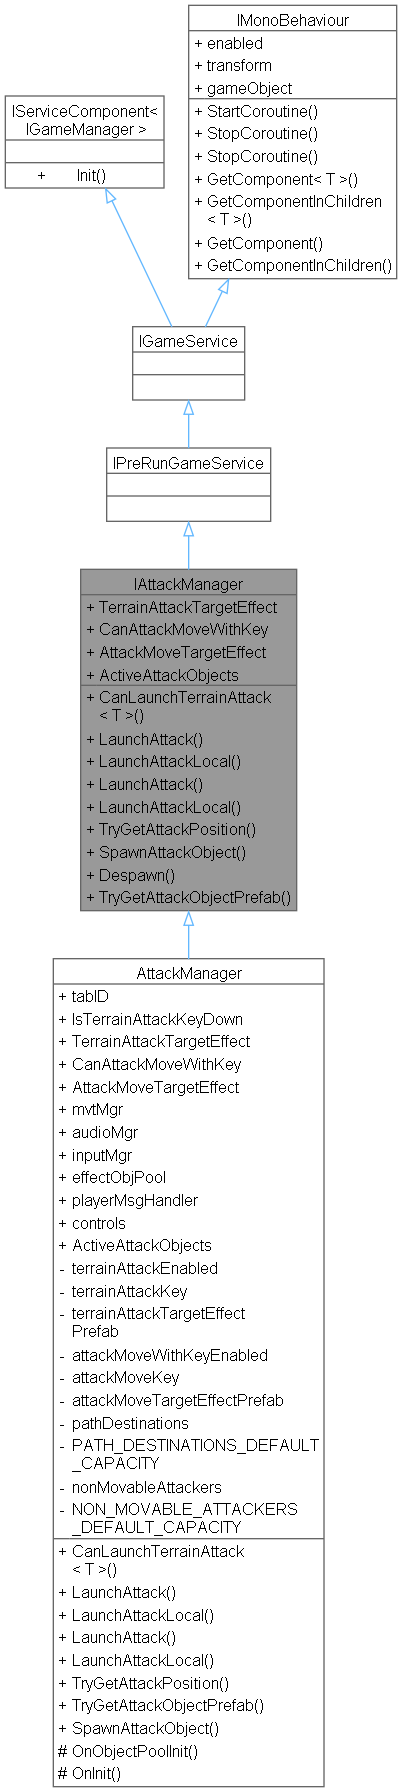 IMonoBehaviour
+ enabled
+ transform
+ gameObject
+ StartCoroutine()
+ StopCoroutine()
+ StopCoroutine()
+ GetComponent< T >()
+ GetComponentInChildren
< T >()
+ GetComponent()
+ GetComponentInChildren()
IServiceComponent<
IGameManager >
+ Init()
IGameService
IPreRunGameService
IAttackManager
+ TerrainAttackTargetEffect
+ CanAttackMoveWithKey
+ AttackMoveTargetEffect
+ ActiveAttackObjects
+ CanLaunchTerrainAttack
< T >()
+ LaunchAttack()
+ LaunchAttackLocal()
+ LaunchAttack()
+ LaunchAttackLocal()
+ TryGetAttackPosition()
+ SpawnAttackObject()
+ Despawn()
+ TryGetAttackObjectPrefab()
AttackManager
+ tabID
+ IsTerrainAttackKeyDown
+ TerrainAttackTargetEffect
+ CanAttackMoveWithKey
+ AttackMoveTargetEffect
+ mvtMgr
+ audioMgr
+ inputMgr
+ effectObjPool
+ playerMsgHandler
+ controls
+ ActiveAttackObjects
- terrainAttackEnabled
- terrainAttackKey
- terrainAttackTargetEffect
Prefab
- attackMoveWithKeyEnabled
- attackMoveKey
- attackMoveTargetEffectPrefab
- pathDestinations
- PATH_DESTINATIONS_DEFAULT
_CAPACITY
- nonMovableAttackers
- NON_MOVABLE_ATTACKERS
_DEFAULT_CAPACITY
+ CanLaunchTerrainAttack
< T >()
+ LaunchAttack()
+ LaunchAttackLocal()
+ LaunchAttack()
+ LaunchAttackLocal()
+ TryGetAttackPosition()
+ TryGetAttackObjectPrefab()
+ SpawnAttackObject()
# OnObjectPoolInit()
# OnInit()